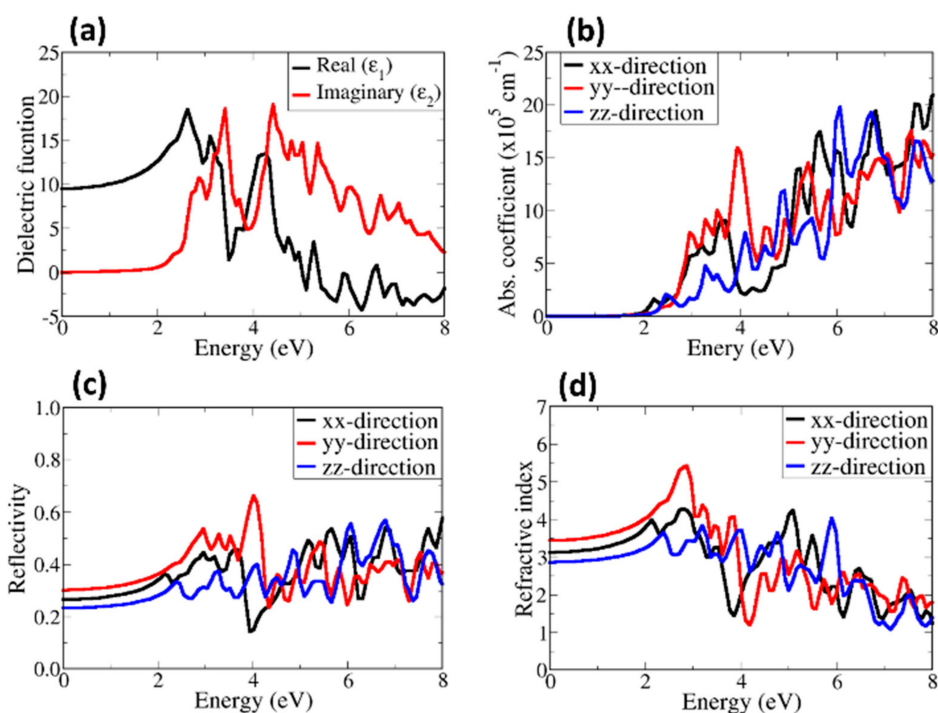 (a)
Dielectric fucntion
25
20
15
10
5
0
-5
Real (ε₁)
Imaginary (ε₂)
0
2
4
6
8
Energy (eV)
(b)
Abs. coefficient (x10⁵ cm⁻¹)
25
20
15
10
5
0
xx-direction
yy--direction
zz-direction
0
2
4
6
8
Enery (eV)
(c)
Reflectivity
1.0
0.8
0.6
0.4
0.2
0.0
xx-direction
yy-direction
zz-direction
0
2
4
6
8
Energy (eV)
(d)
Refractive index
7
6
5
4
3
2
1
0
xx-direction
yy-direction
zz-direction
0
2
4
6
8
Energy (eV)